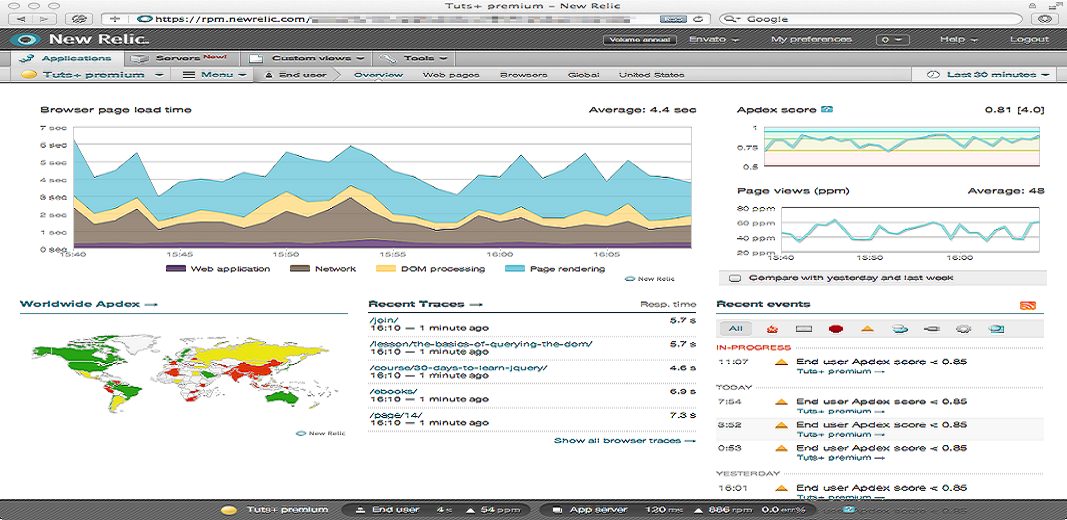 Tuts+ premium – New Relic
https://rpm.newrelic.com/
RSS
Google
New Relic.
Volume annual
Envato
My preferences
0
Help
Logout
Applications
Servers New!
Custom views
Tools
Tuts+ premium
Menu
End user
Overview
Web pages
Browsers
Global
United States
Last 30 minutes
Browser page load time
Average: 4.4 sec
7 sec
6 sec
5 sec
4 sec
3 sec
2 sec
1 sec
0 sec
15:40
15:45
15:50
15:55
16:00
16:05
Web application
Network
DOM processing
Page rendering
New Relic
Apdex score
0.81 [4.0]
1
0.75
0.5
Page views (ppm)
Average: 48
80 ppm
60 ppm
40 ppm
20 ppm
15:40
15:50
16:00
Compare with yesterday and last week
Worldwide Apdex →
New Relic
Recent Traces →
Resp. time
/join/
5.7 s
16:10 — 1 minute ago
/lesson/the-basics-of-querying-the-dom/
5.7 s
16:10 — 1 minute ago
/course/30-days-to-learn-jquery/
4.6 s
16:10 — 1 minute ago
/ebooks/
6.9 s
16:10 — 1 minute ago
/page/14/
7.3 s
16:10 — 1 minute ago
Show all browser traces →
Recent events
All
IN-PROGRESS
11:07
End user Apdex score < 0.85
Tuts+ premium →
TODAY
7:54
End user Apdex score < 0.85
Tuts+ premium →
3:52
End user Apdex score < 0.85
Tuts+ premium →
0:53
End user Apdex score < 0.85
Tuts+ premium →
YESTERDAY
16:01
End user Apdex score < 0.85
Tuts+ premium →
Tuts+ premium
End user
4 s
54 ppm
App server
120 ms
886 rpm
0.0 err%